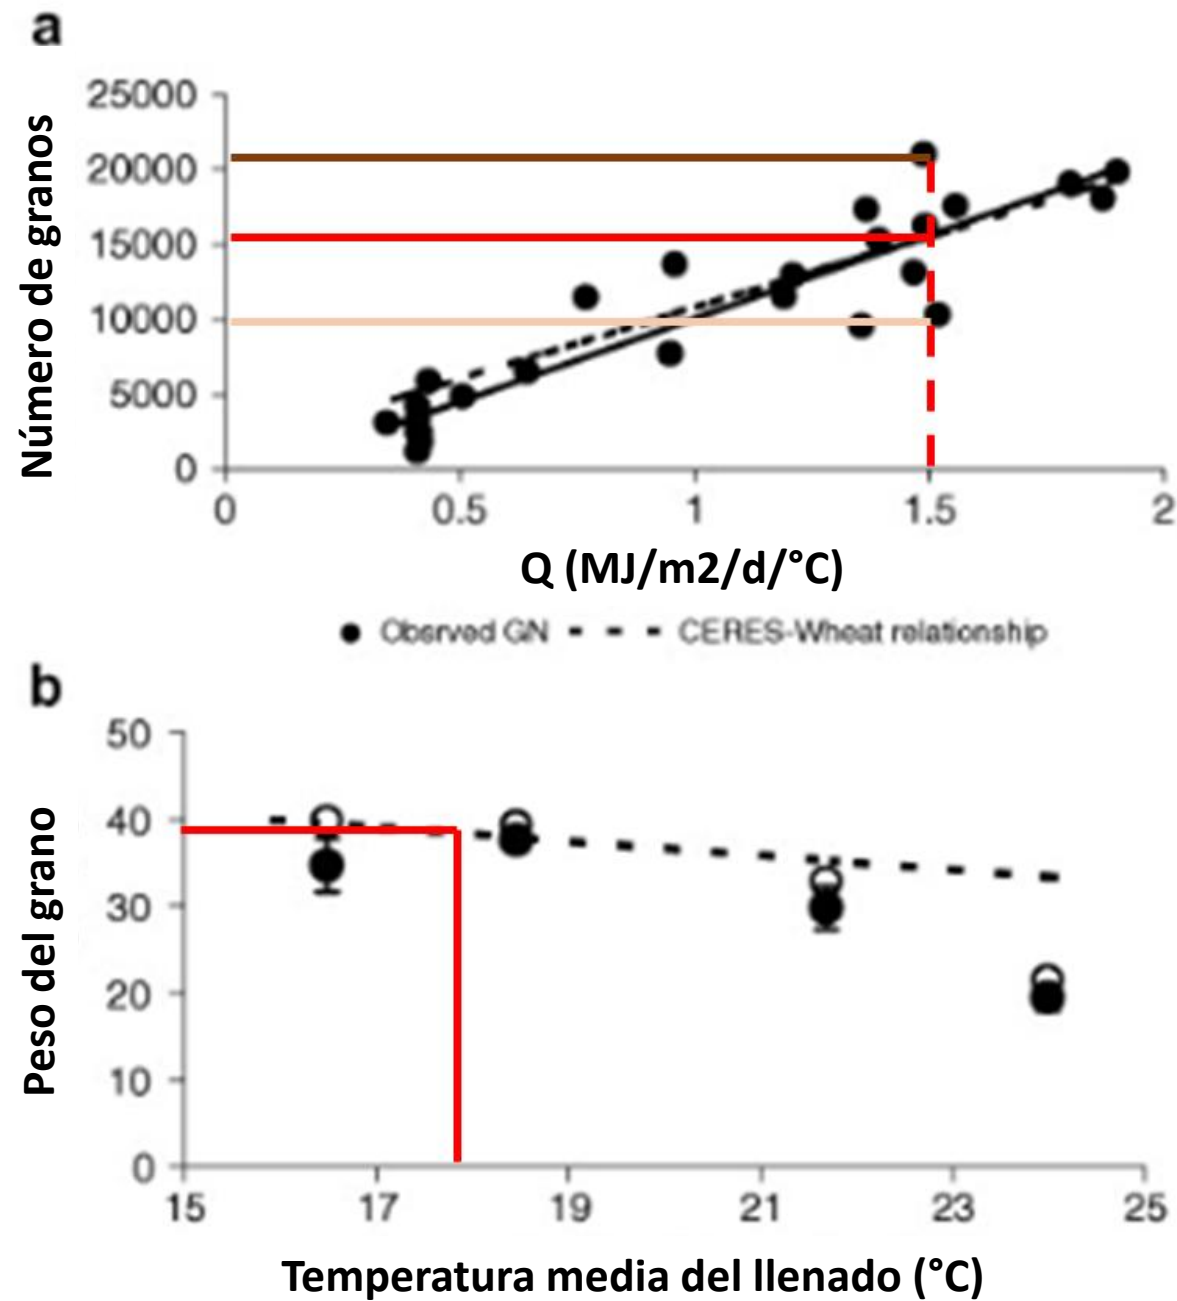 a
Número de granos
25000
20000
15000
10000
5000
0
0 0.5 1 1.5 2
Q (MJ/m2/d/°C)
Obsrved GN CERES-Wheat relationship
b
Peso del grano
50
40
30
20
10
0
15 17 19 21 23 25
Temperatura media del llenado (°C)